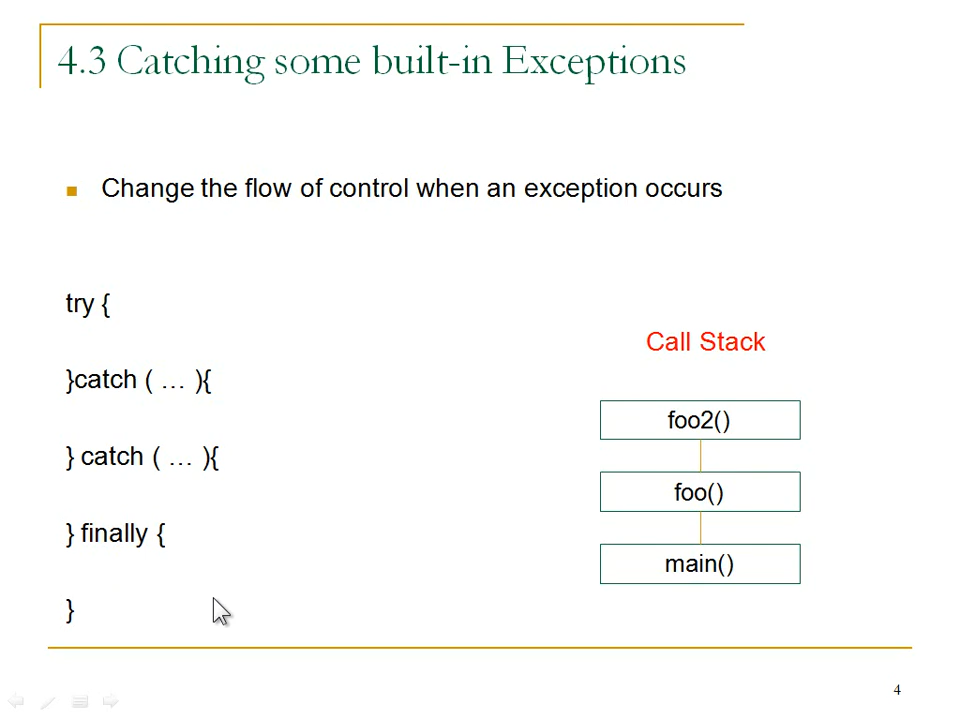 4.3 Catching some built-in Exceptions
Change the flow of control when an exception occurs
try {
}catch ( … ){
} catch ( … ){
} finally {
}
Call Stack
foo2()
foo()
main()
4